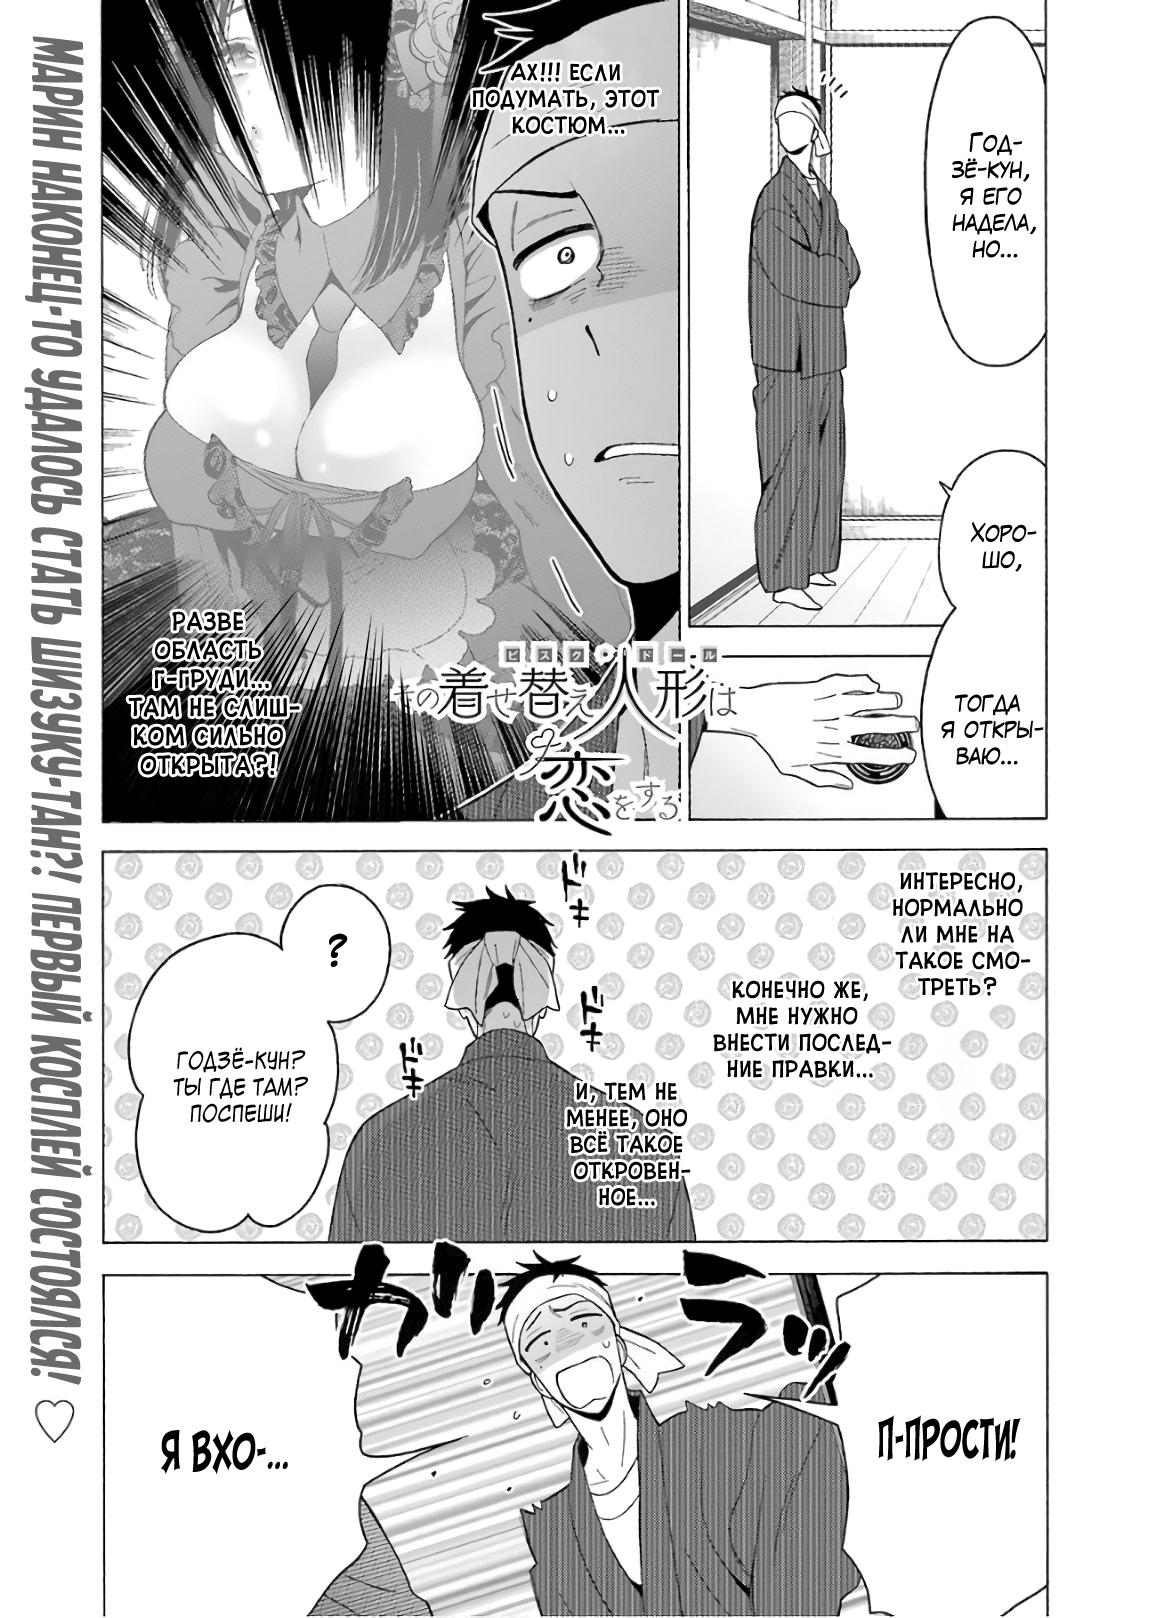 ГОД-
ЗЁ-КУН,
Я ЕГО
НАДЕЛА,
НО...
ХОРО-
ШО,
ТОГДА
Я ОТКРЫ-
ВАЮ...
АХ!!! ЕСЛИ
ПОДУМАТЬ, ЭТОТ
КОСТЮМ...
РАЗВЕ
ОБЛАСТЬ
Г-ГРУДИ...
ТАМ НЕ СЛИШ-
КОМ СИЛЬНО
ОТКРЫТА?!
ビスク・ドール
その着せ替え人形は
恋をする
МАРИН НАКОНЕЦ-ТО УДАЛОСЬ СТАТЬ ШИЗУКУ-ТАН?! ПЕРВЫЙ КОСПЛЕЙ СОСТОЯЛСЯ! ♡
ИНТЕРЕСНО,
НОРМАЛЬНО
ЛИ МНЕ НА
ТАКОЕ СМО-
ТРЕТЬ?
КОНЕЧНО ЖЕ,
МНЕ НУЖНО
ВНЕСТИ ПОСЛЕД-
НИЕ ПРАВКИ...
И, ТЕМ НЕ
МЕНЕЕ, ОНО
ВСЁ ТАКОЕ
ОТКРОВЕН-
НОЕ...
ドキ
ドキ
ドキ
?
ГОДЗЁ-КУН?
ТЫ ГДЕ ТАМ?
ПОСПЕШИ!
ガラッ
П-ПРОСТИ!
Я ВХО-...